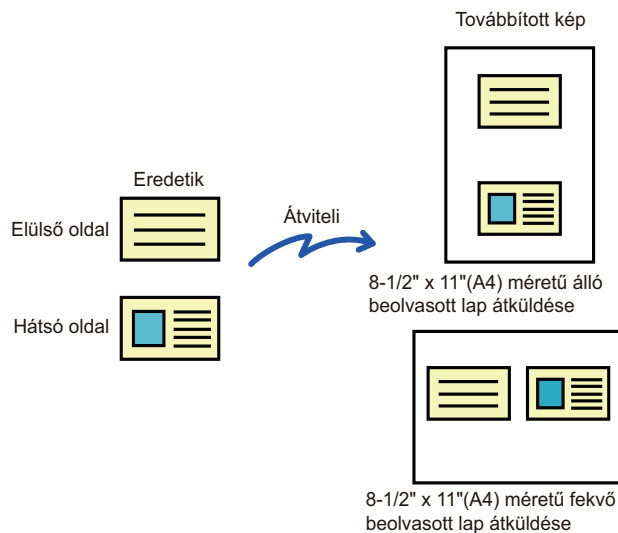 Továbbított kép
Eredetik
Elülső oldal
Átviteli
Hátsó oldal
8-1/2" x 11"(A4) méretű álló
beolvasott lap átküldése
8-1/2" x 11"(A4) méretű fekvő
beolvasott lap átküldése